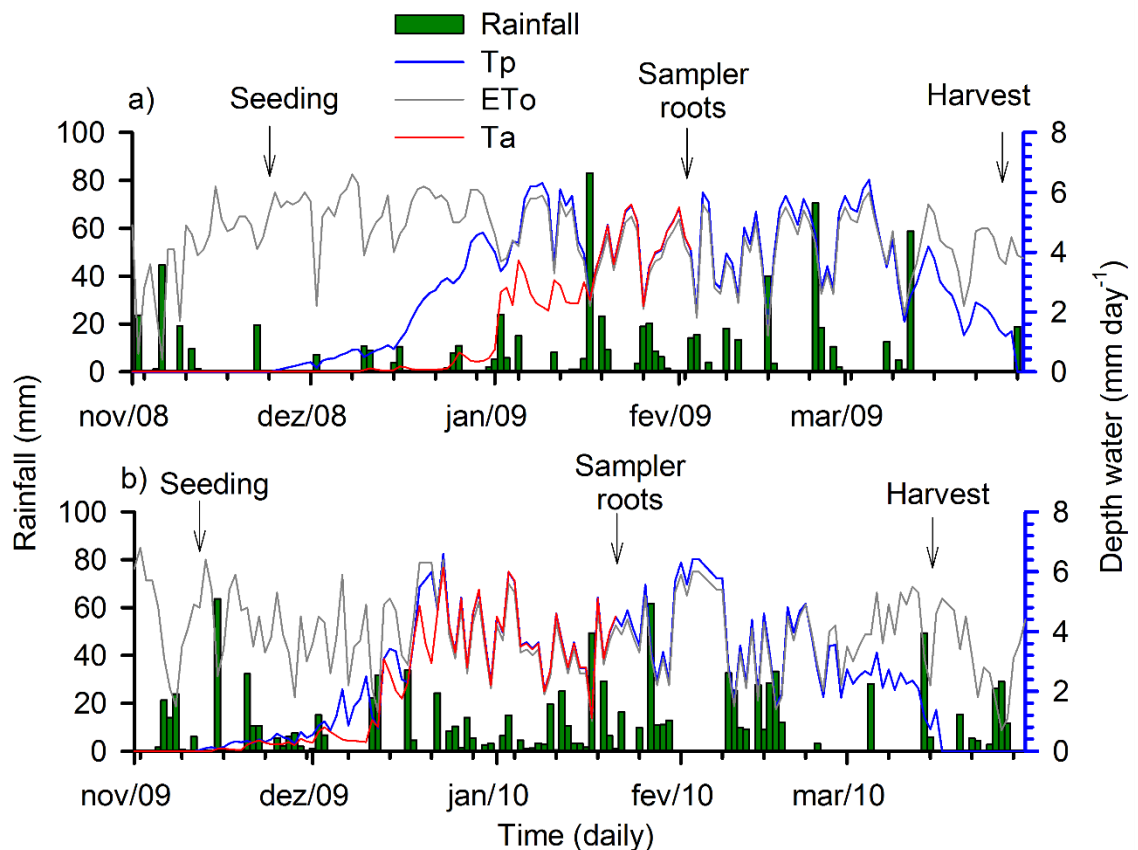 Rainfall
Tp
ETo
Ta
a)
Seeding
Sampler
roots
Harvest
100
80
60
40
20
0
8
6
4
2
0
nov/08
dez/08
jan/09
fev/09
mar/09
Rainfall (mm)
Depth water (mm day-1)
b)
Seeding
Sampler
roots
Harvest
100
80
60
40
20
0
8
6
4
2
0
nov/09
dez/09
jan/10
fev/10
mar/10
Time (daily)